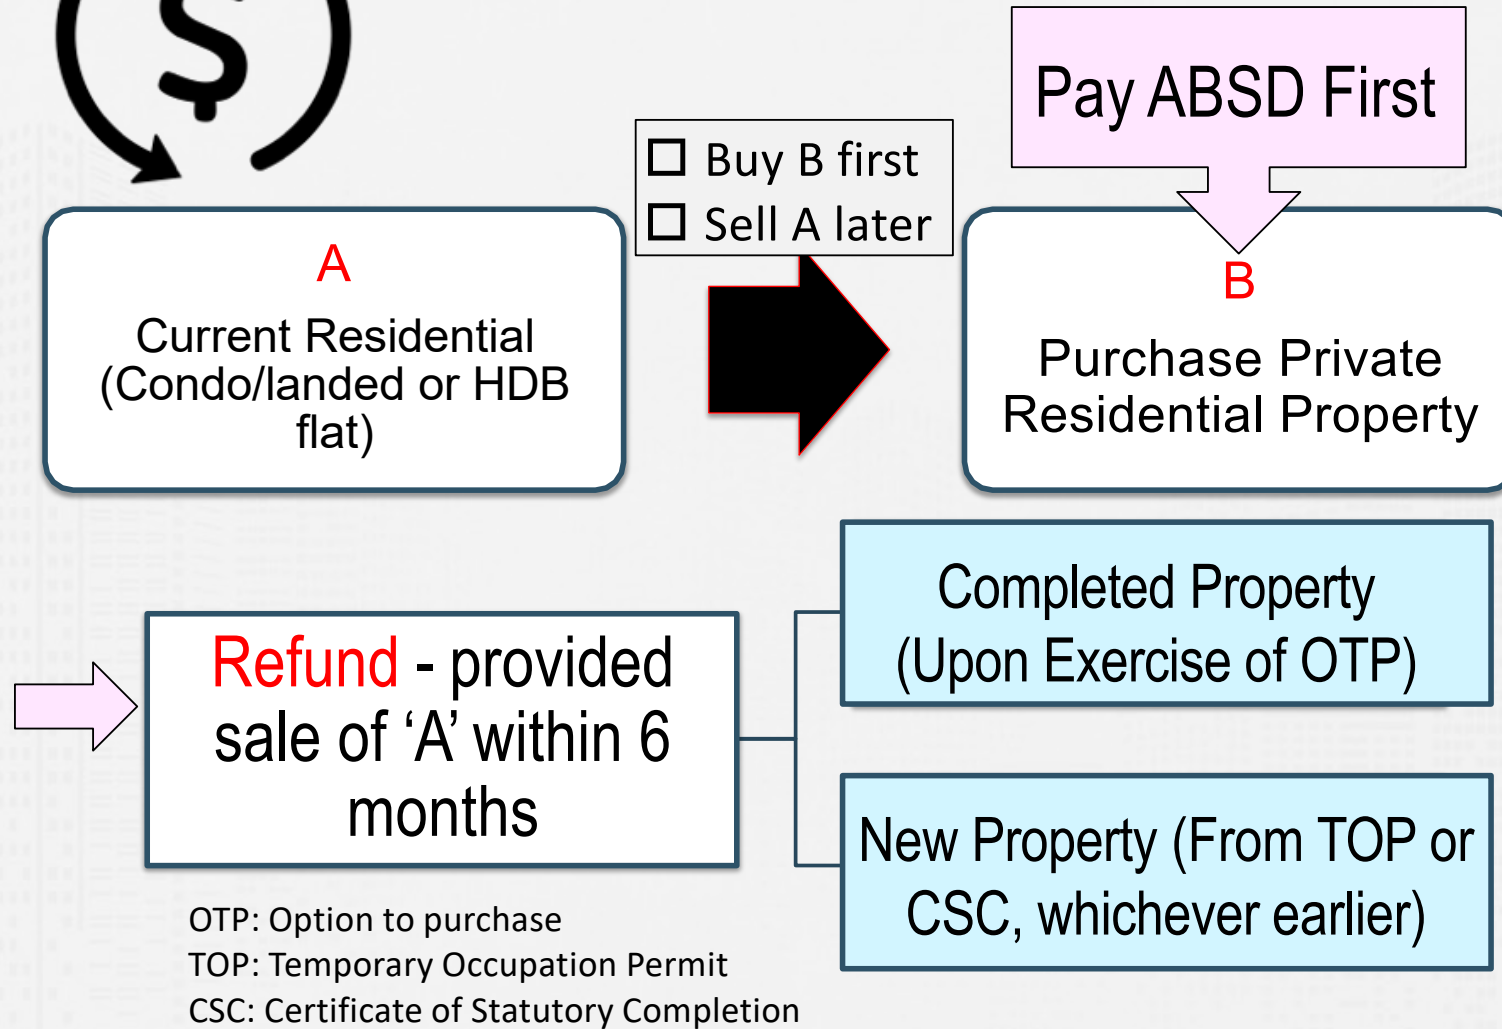 $
Pay ABSD First
☐ Buy B first
☐ Sell A later
A
Current Residential
(Condo/landed or HDB
flat)
B
Purchase Private
Residential Property
Refund - provided
sale of ‘A’ within 6
months
Completed Property
(Upon Exercise of OTP)
New Property (From TOP or
CSC, whichever earlier)
OTP: Option to purchase
TOP: Temporary Occupation Permit
CSC: Certificate of Statutory Completion